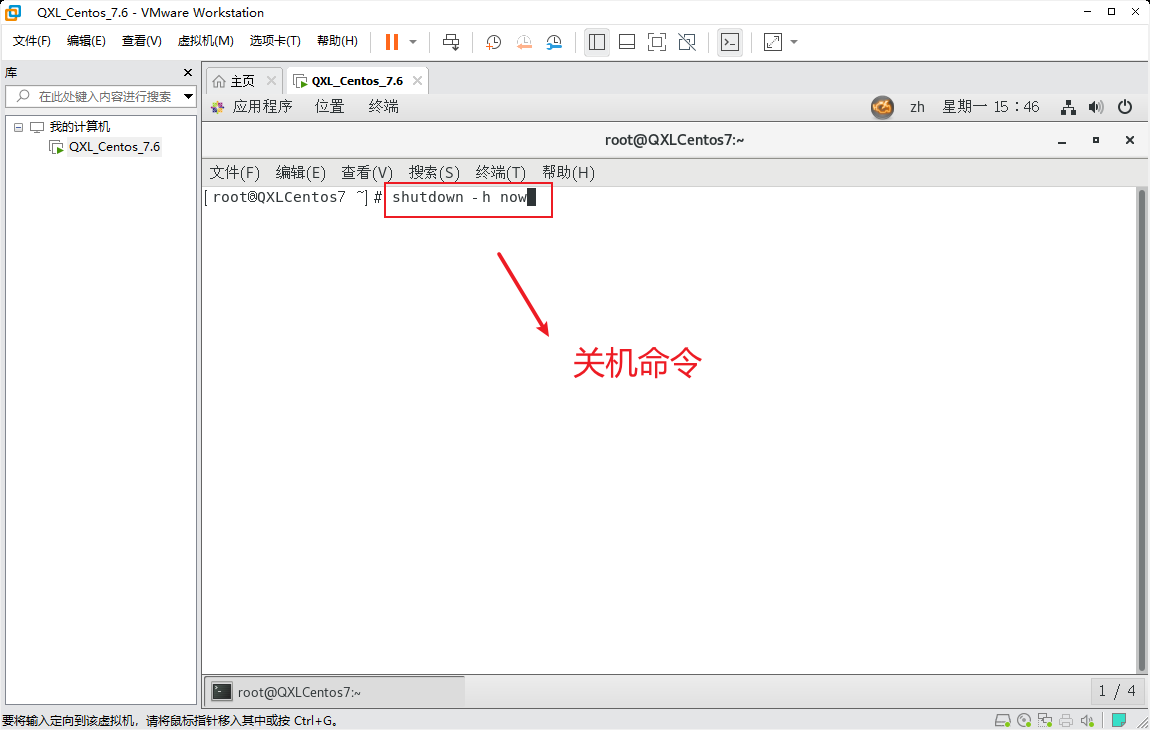 QXL_Centos_7.6 - VMware Workstation
文件(F) 编辑(E) 查看(V) 虚拟机(M) 选项卡(T) 帮助(H)
库
在此处键入内容进行搜索
我的计算机
QXL_Centos_7.6
主页 QXL_Centos_7.6
应用程序 位置 终端 zh 星期一 15：46
root@QXLCentos7:~
文件(F) 编辑(E) 查看(V) 搜索(S) 终端(T) 帮助(H)
[root@QXLCentos7 ~]# shutdown -h now
关机命令
root@QXLCentos7:~ 1 / 4
要将输入定向到该虚拟机，请将鼠标指针移入其中或按 Ctrl+G。